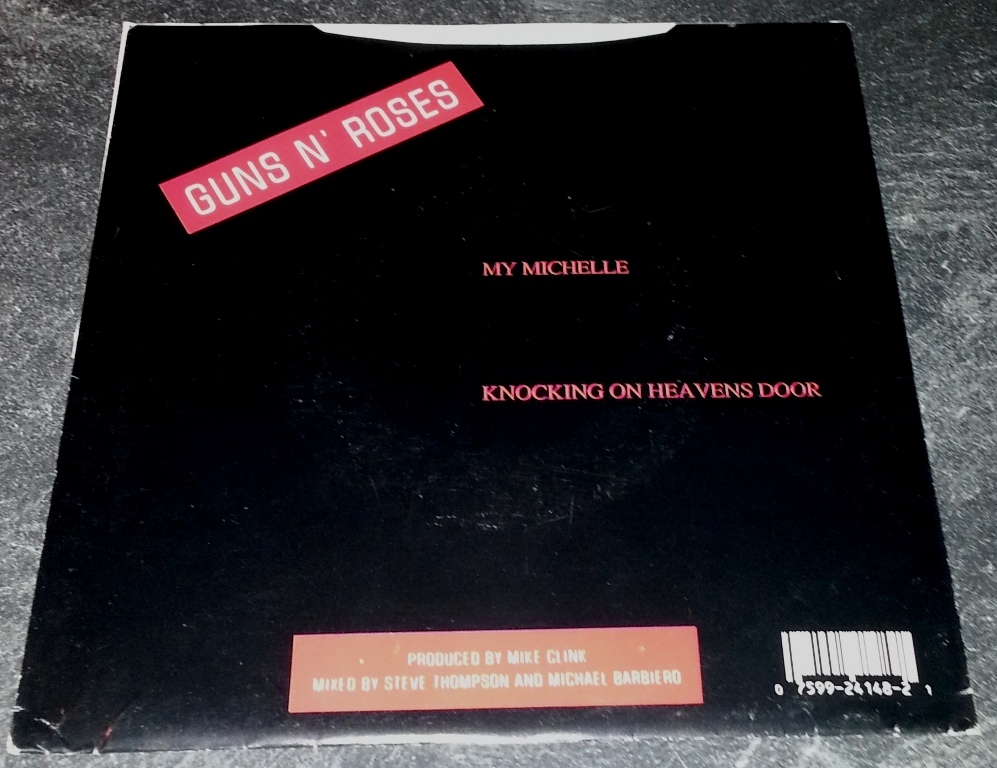 GUNS N' ROSES
MY MICHELLE
KNOCKING ON HEAVENS DOOR
PRODUCED BY MIKE CLINK
MIXED BY STEVE THOMPSON AND MICHAEL BARBIERO
0 7599-24148-2 1